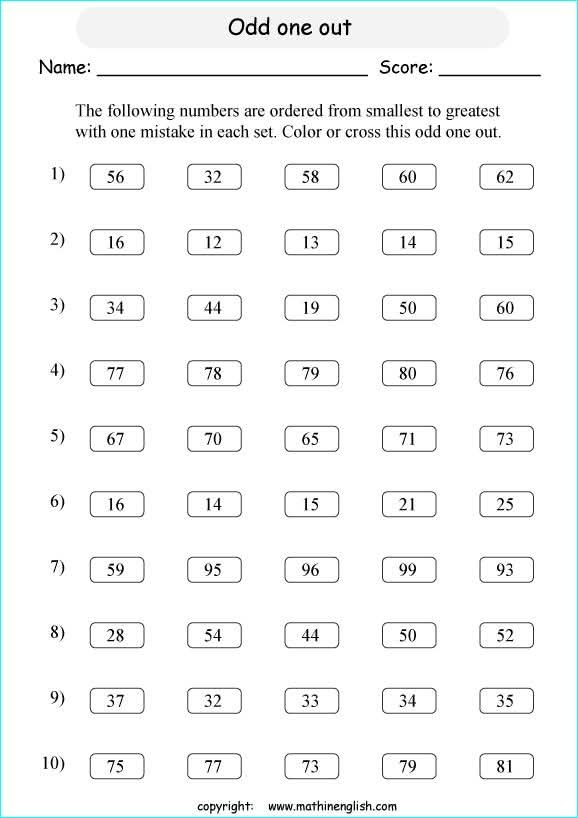 Odd one out
Name: ____________________ Score: __________
The following numbers are ordered from smallest to greatest
with one mistake in each set. Color or cross this odd one out.
1) 56 32 58 60 62
2) 16 12 13 14 15
3) 34 44 19 50 60
4) 77 78 79 80 76
5) 67 70 65 71 73
6) 16 14 15 21 25
7) 59 95 96 99 93
8) 28 54 44 50 52
9) 37 32 33 34 35
10) 75 77 73 79 81
copyright: www.mathinenglish.com